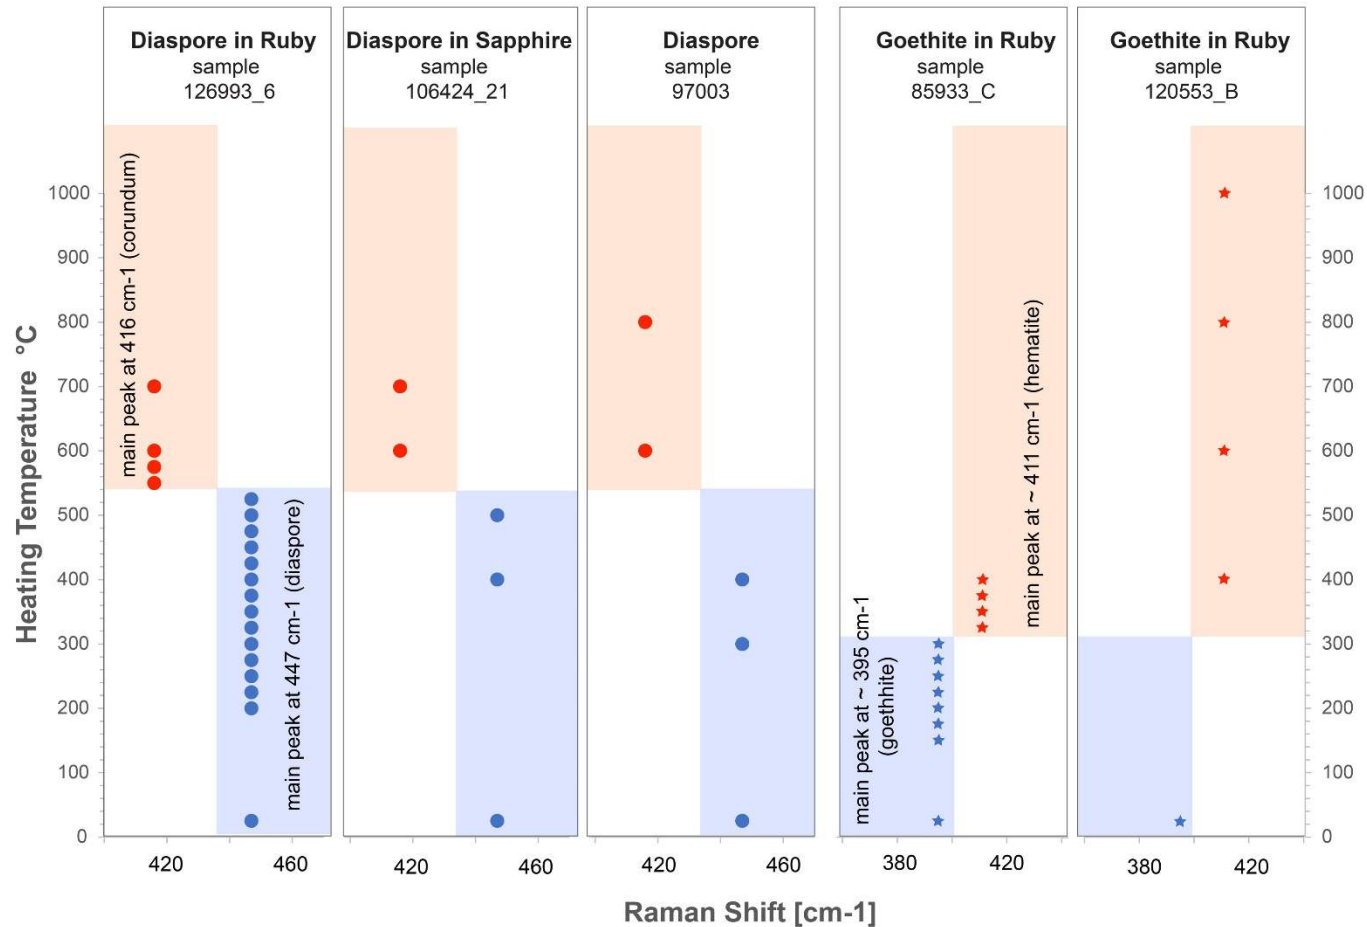 Diaspore in Ruby
sample
126993_6
Diaspore in Sapphire
sample
106424_21
Diaspore
sample
97003
Goethite in Ruby
sample
85933_C
Goethite in Ruby
sample
120553_B
Heating Temperature °C
1000
900
800
700
600
500
400
300
200
100
0
main peak at 416 cm-1 (corundum)
main peak at 447 cm-1 (diaspore)
main peak at ~ 395 cm-1
(goethhite)
main peak at ~ 411 cm-1 (hematite)
1000
900
800
700
600
500
400
300
200
100
0
420 460
420 460
420 460
380 420
380 420
Raman Shift [cm-1]